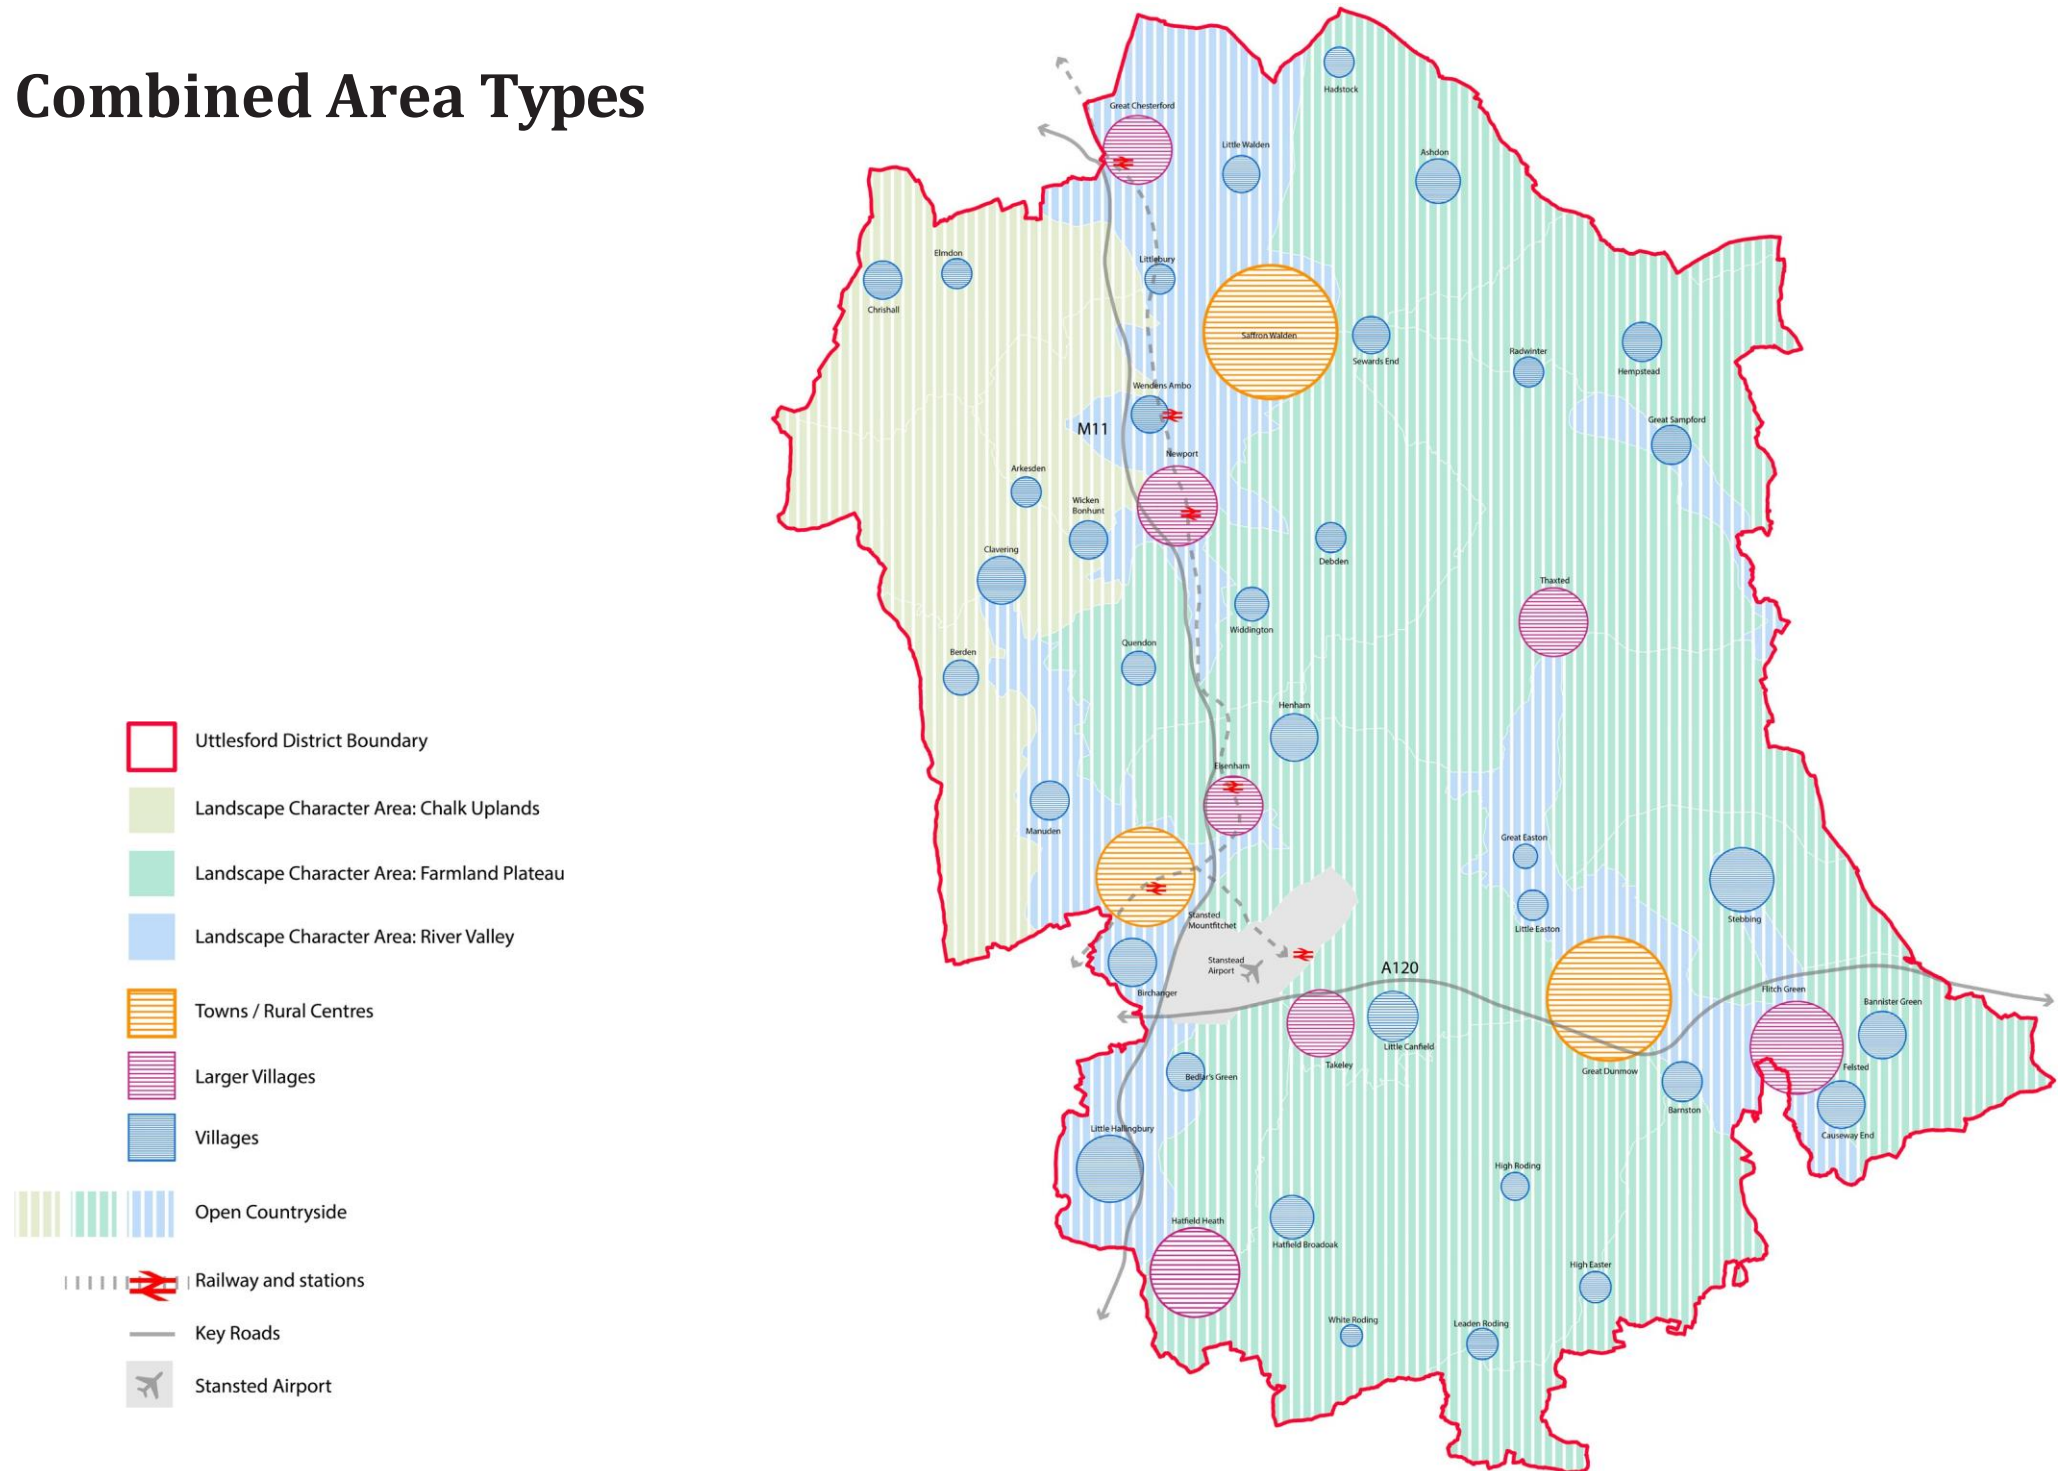 Combined Area Types
Uttlesford District Boundary
Landscape Character Area: Chalk Uplands
Landscape Character Area: Farmland Plateau
Landscape Character Area: River Valley
Towns / Rural Centres
Larger Villages
Villages
Open Countryside
Railway and stations
Key Roads
Stansted Airport
Hadstock
Great Chesterford
Little Walden
Ashdon
Elmdon
Littlebury
Chrishall
Saffron Walden
Sewards End
Radwinter
Hempstead
Wendens Ambo
M11
Great Sampford
Newport
Arkesden
Wicken
Bonhunt
Clavering
Debden
Thaxted
Widdington
Quendon
Berden
Henham
Elsenham
Manuden
Great Easton
Stansted
Mountfitchet
Little Easton
Stebbing
Stanstead
Airport
A120
Birchanger
Flitch Green
Bannister Green
Little Canfield
Takeley
Great Dunmow
Felsted
Bedlar's Green
Barnston
Little Hallingbury
Causeway End
High Roding
Hatfield Heath
Hatfield Broadoak
High Easter
White Roding
Leaden Roding